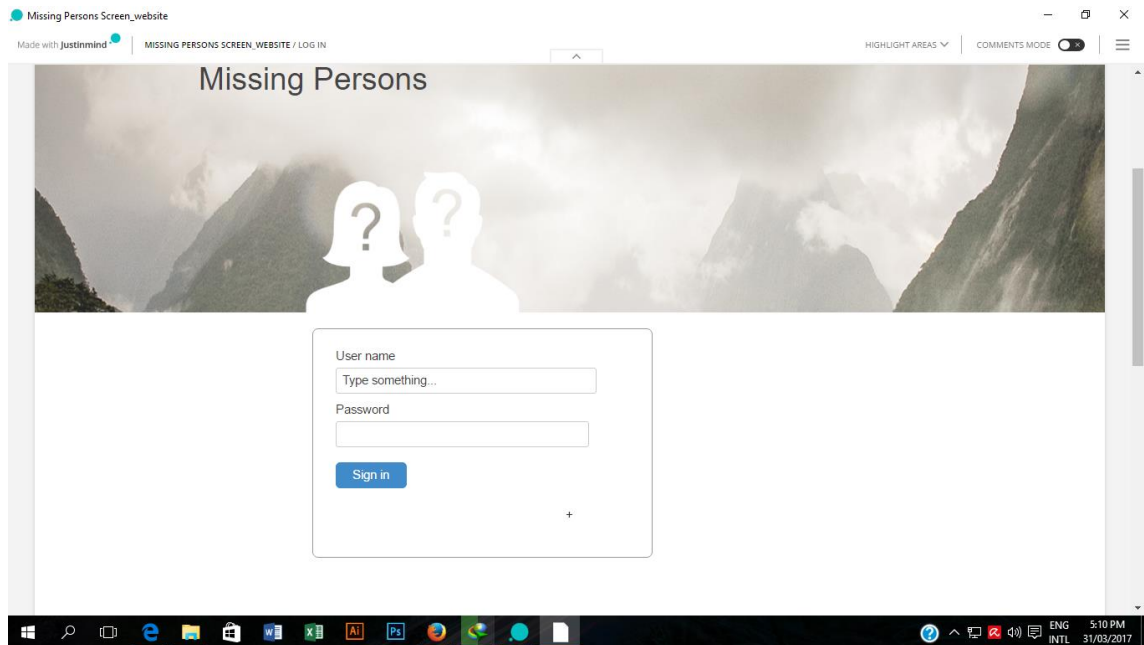 Missing Persons Screen_website
Made with Justinmind
MISSING PERSONS SCREEN_WEBSITE / LOG IN
HIGHLIGHT AREAS
COMMENTS MODE
Missing Persons
? ?
User name
Type something...
Password
Sign in
+
ENG
INTL
5:10 PM
31/03/2017